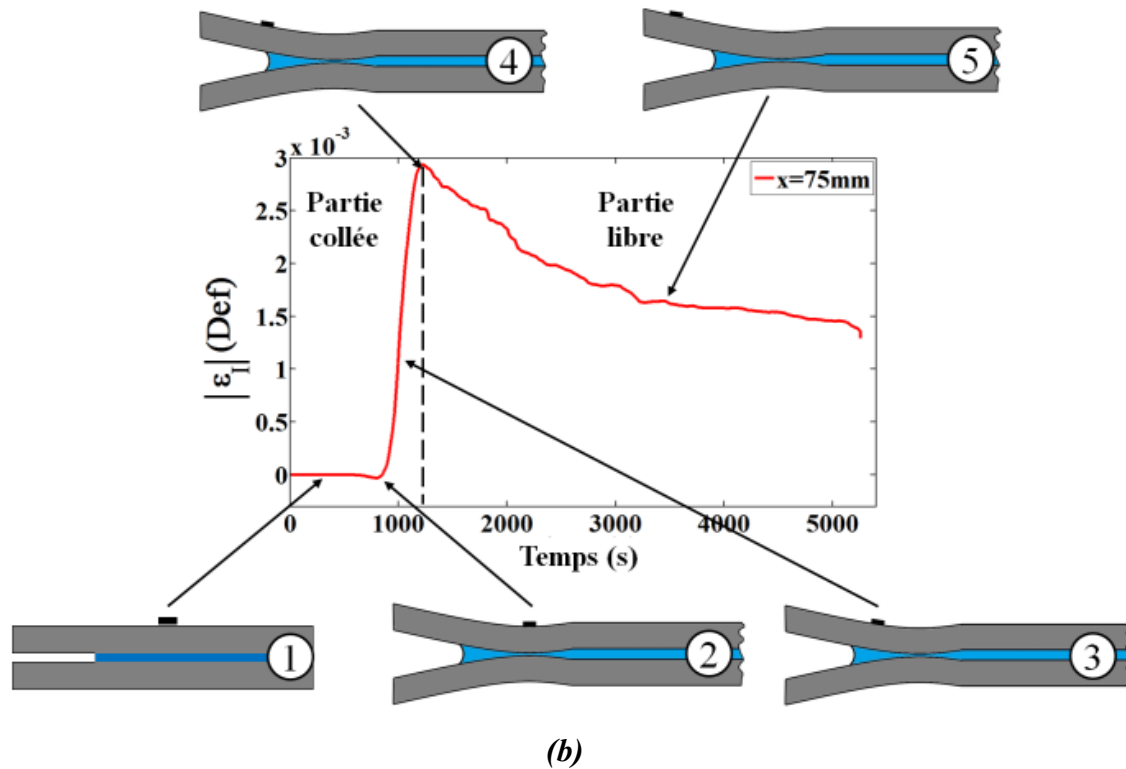 4
5
3 x 10⁻³
2.5
2
1.5
1
0.5
0
|ε_I| (Def)
Partie
collée
Partie
libre
x=75mm
0 1000 2000 3000 4000 5000
Temps (s)
1
2
3
(b)